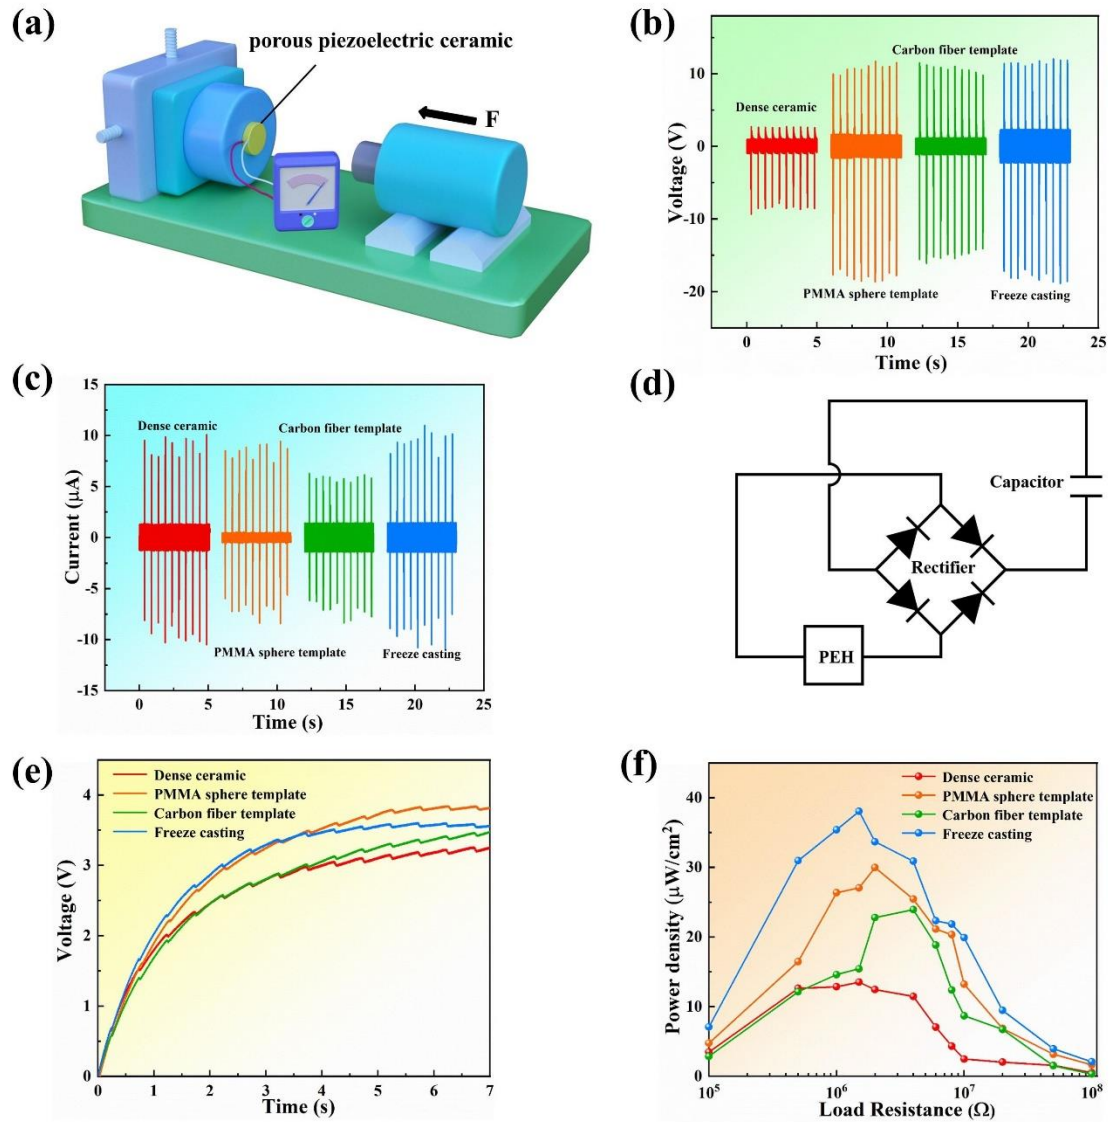 (a)
porous piezoelectric ceramic
F
(b)
Voltage (V)
10
0
-10
-20
Dense ceramic
Carbon fiber template
PMMA sphere template
Freeze casting
0 5 10 15 20 25
Time (s)
(c)
Current (μA)
15
10
5
0
-5
-10
-15
Dense ceramic
Carbon fiber template
PMMA sphere template
Freeze casting
0 5 10 15 20 25
Time (s)
(d)
Capacitor
Rectifier
PEH
(e)
Voltage (V)
4
3
2
1
0
Dense ceramic
PMMA sphere template
Carbon fiber template
Freeze casting
0 1 2 3 4 5 6 7
Time (s)
(f)
Power density (μW/cm²)
40
30
20
10
0
Dense ceramic
PMMA sphere template
Carbon fiber template
Freeze casting
10⁵ 10⁶ 10⁷ 10⁸
Load Resistance (Ω)